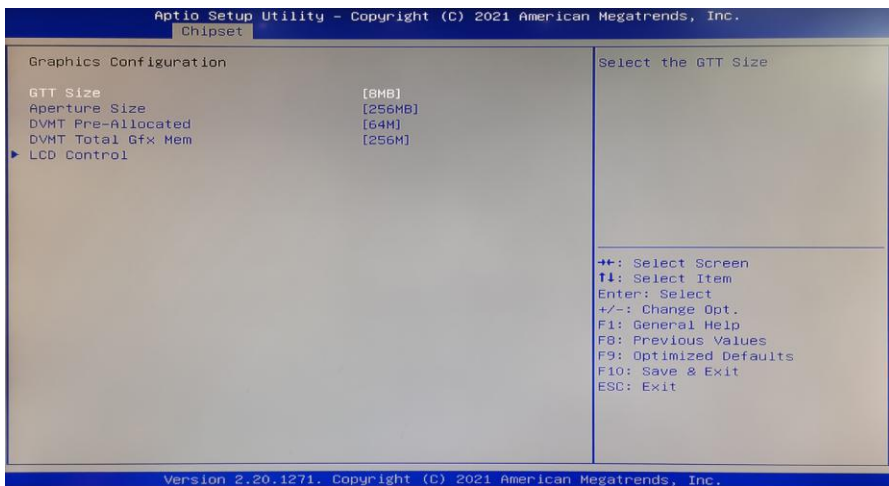 Aptio Setup Utility – Copyright (C) 2021 American Megatrends, Inc.
Chipset
Graphics Configuration
GTT Size [8MB]
Aperture Size [256MB]
DVMT Pre-Allocated [64M]
DVMT Total Gfx Mem [256M]
▶ LCD Control
Select the GTT Size
→←: Select Screen
↑↓: Select Item
Enter: Select
+/-: Change Opt.
F1: General Help
F8: Previous Values
F9: Optimized Defaults
F10: Save & Exit
ESC: Exit
Version 2.20.1271. Copyright (C) 2021 American Megatrends, Inc.